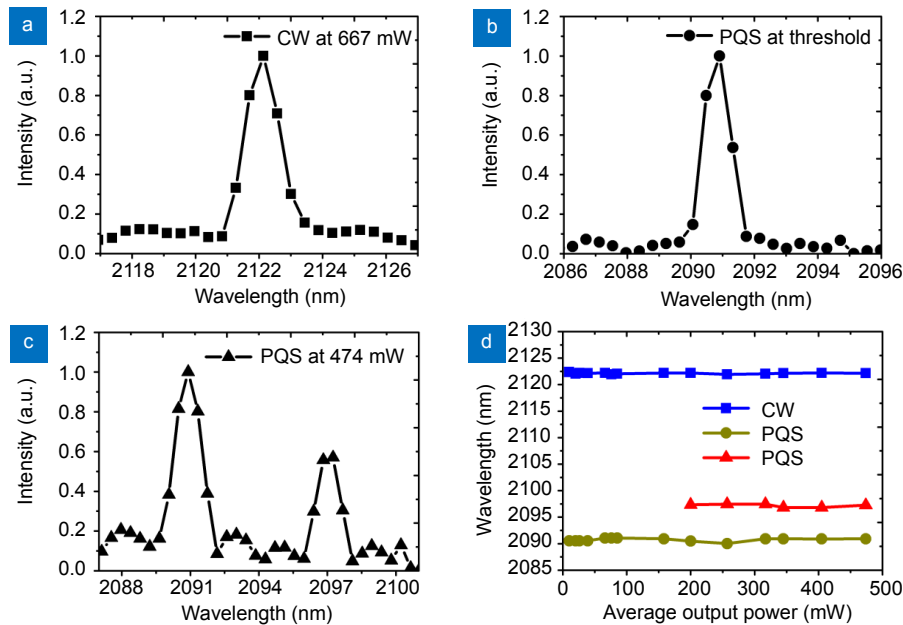 a
CW at 667 mW
1.2
1.0
0.8
0.6
0.4
0.2
0.0
Intensity (a.u.)
2118 2120 2122 2124 2126
Wavelength (nm)
b
PQS at threshold
1.2
1.0
0.8
0.6
0.4
0.2
0.0
Intensity (a.u.)
2086 2088 2090 2092 2094 2096
Wavelength (nm)
c
PQS at 474 mW
1.2
1.0
0.8
0.6
0.4
0.2
0.0
Intensity (a.u.)
2088 2091 2094 2097 2100
Wavelength (nm)
d
2130
2125
2120
2115
2110
2105
2100
2095
2090
2085
Wavelength (nm)
CW
PQS
PQS
0 100 200 300 400 500
Average output power (mW)